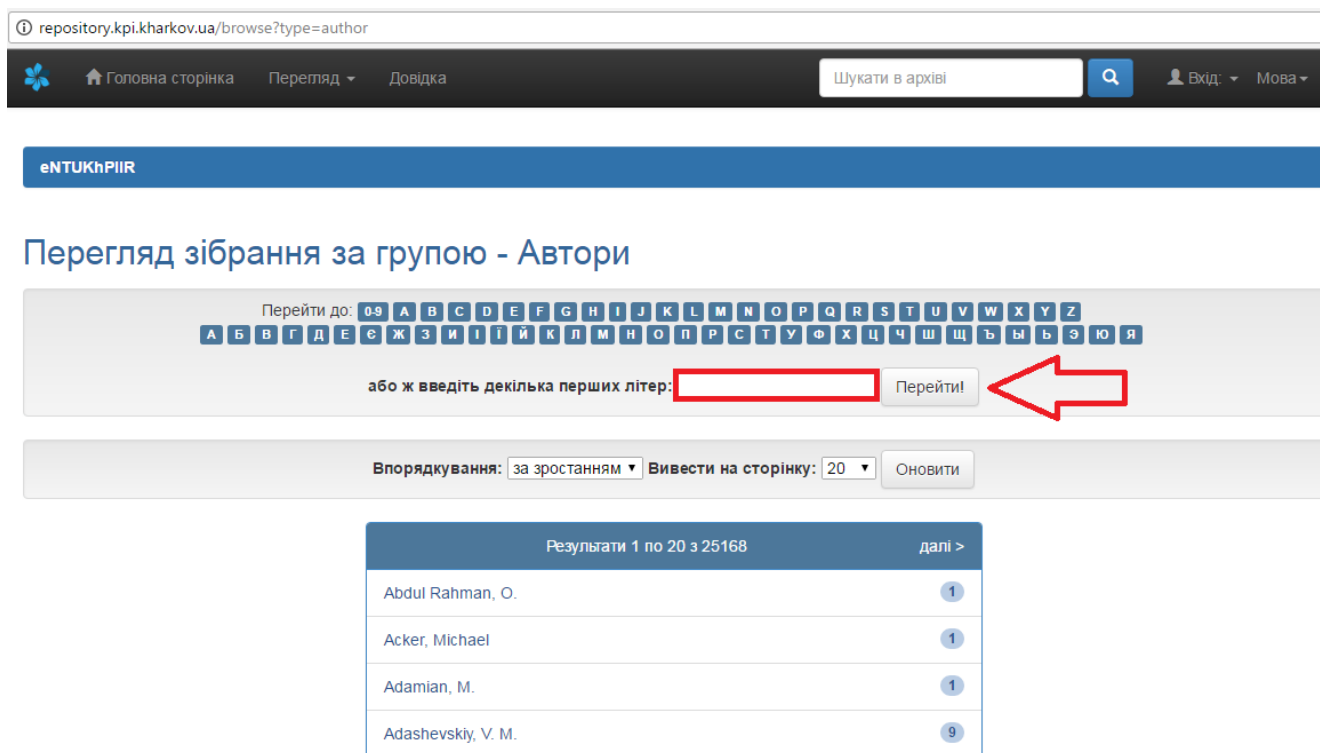 repository.kpi.kharkov.ua/browse?type=author
Головна сторінка Перегляд Довідка Шукати в архіві Вхід: Мова
eNTUKhPIIR
Перегляд зібрання за групою - Автори
Перейти до: 0-9 A B C D E F G H I J K L M N O P Q R S T U V W X Y Z
А Б В Г Д Е Є Ж З И І Ї Й К Л М Н О П Р С Т У Ф Х Ц Ч Ш Щ Ъ Ы Ь Э Ю Я
або ж введіть декілька перших літер: Перейти!
Впорядкування: за зростанням Вивести на сторінку: 20 Оновити
Результати 1 по 20 з 25168 далі >
Abdul Rahman, O. 1
Acker, Michael 1
Adamian, M. 1
Adashevskiy, V. M. 9